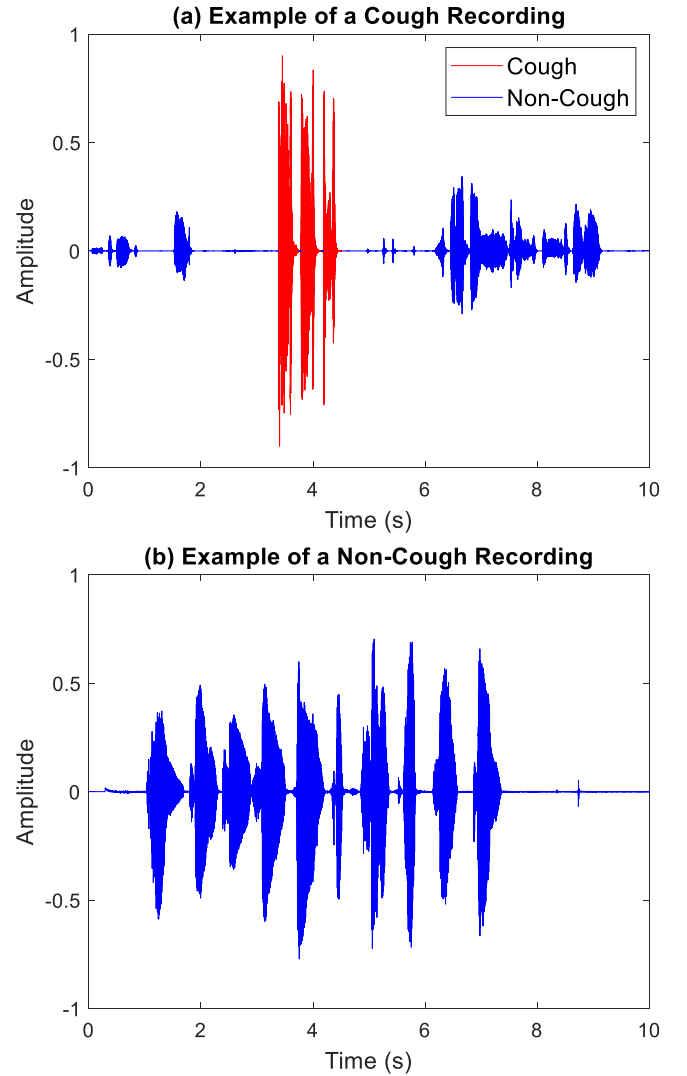 (a) Example of a Cough Recording
1
Cough
Non-Cough
0.5
Amplitude
0
-0.5
-1
0 2 4 6 8 10
Time (s)
(b) Example of a Non-Cough Recording
1
0.5
Amplitude
0
-0.5
-1
0 2 4 6 8 10
Time (s)